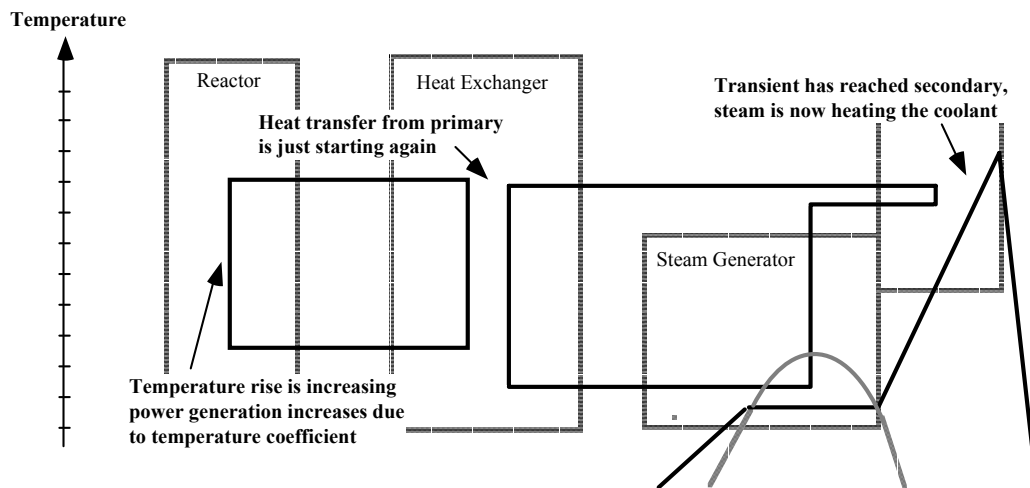 Temperature
Reactor
Heat Exchanger
Transient has reached secondary,
steam is now heating the coolant
Heat transfer from primary
is just starting again
Steam Generator
Temperature rise is increasing
power generation increases due
to temperature coefficient